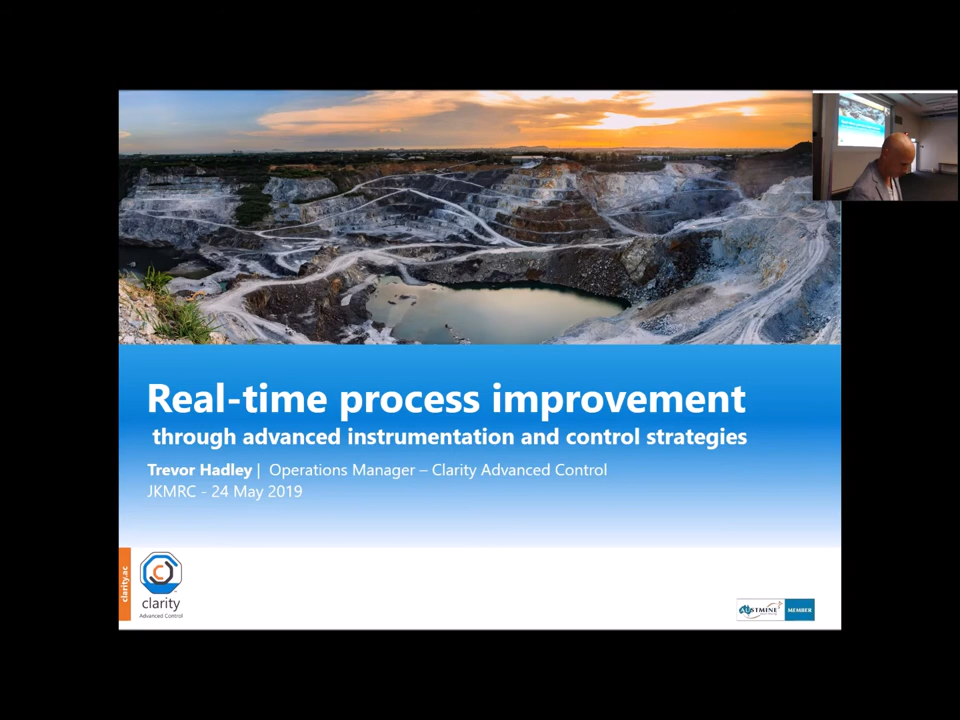 Real-time process improvement
through advanced instrumentation and control strategies
Trevor Hadley | Operations Manager – Clarity Advanced Control
JKMRC - 24 May 2019
clarity.ac
clarity
Advanced Control
AUSTMINE
MEMBER